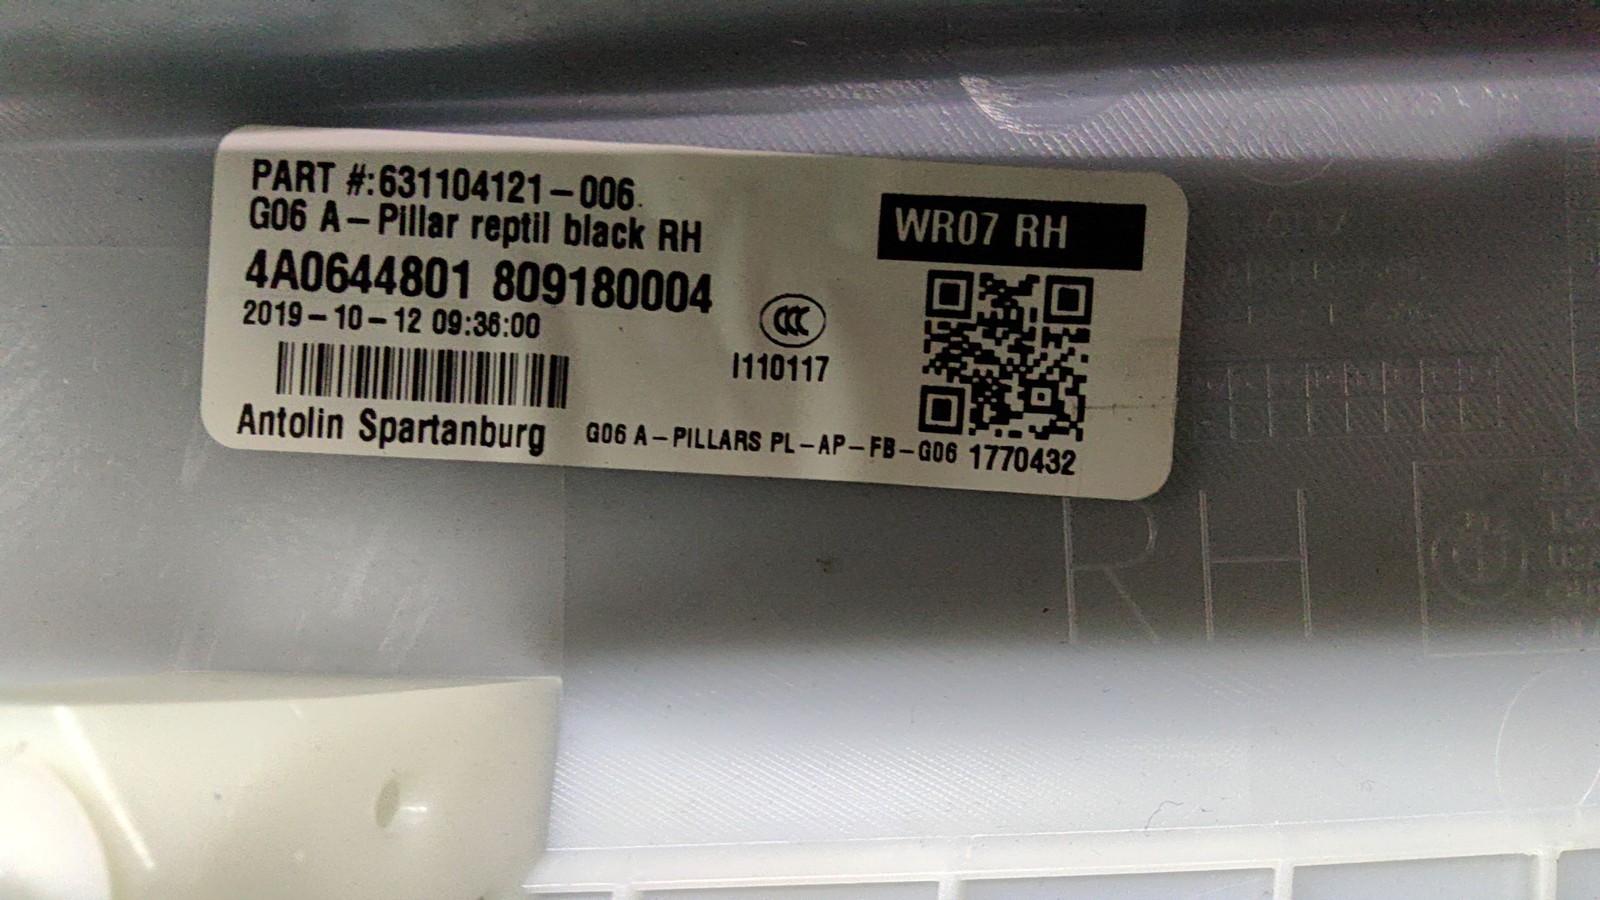 PART #:631104121-006
G06 A-Pillar reptil black RH
4A0644801 809180004
2019-10-12 09:36:00
Antolin Spartanburg
WR07 RH
CCC
I110117
G06 A-PILLARS PL-AP-FB-G06 1770432
RH